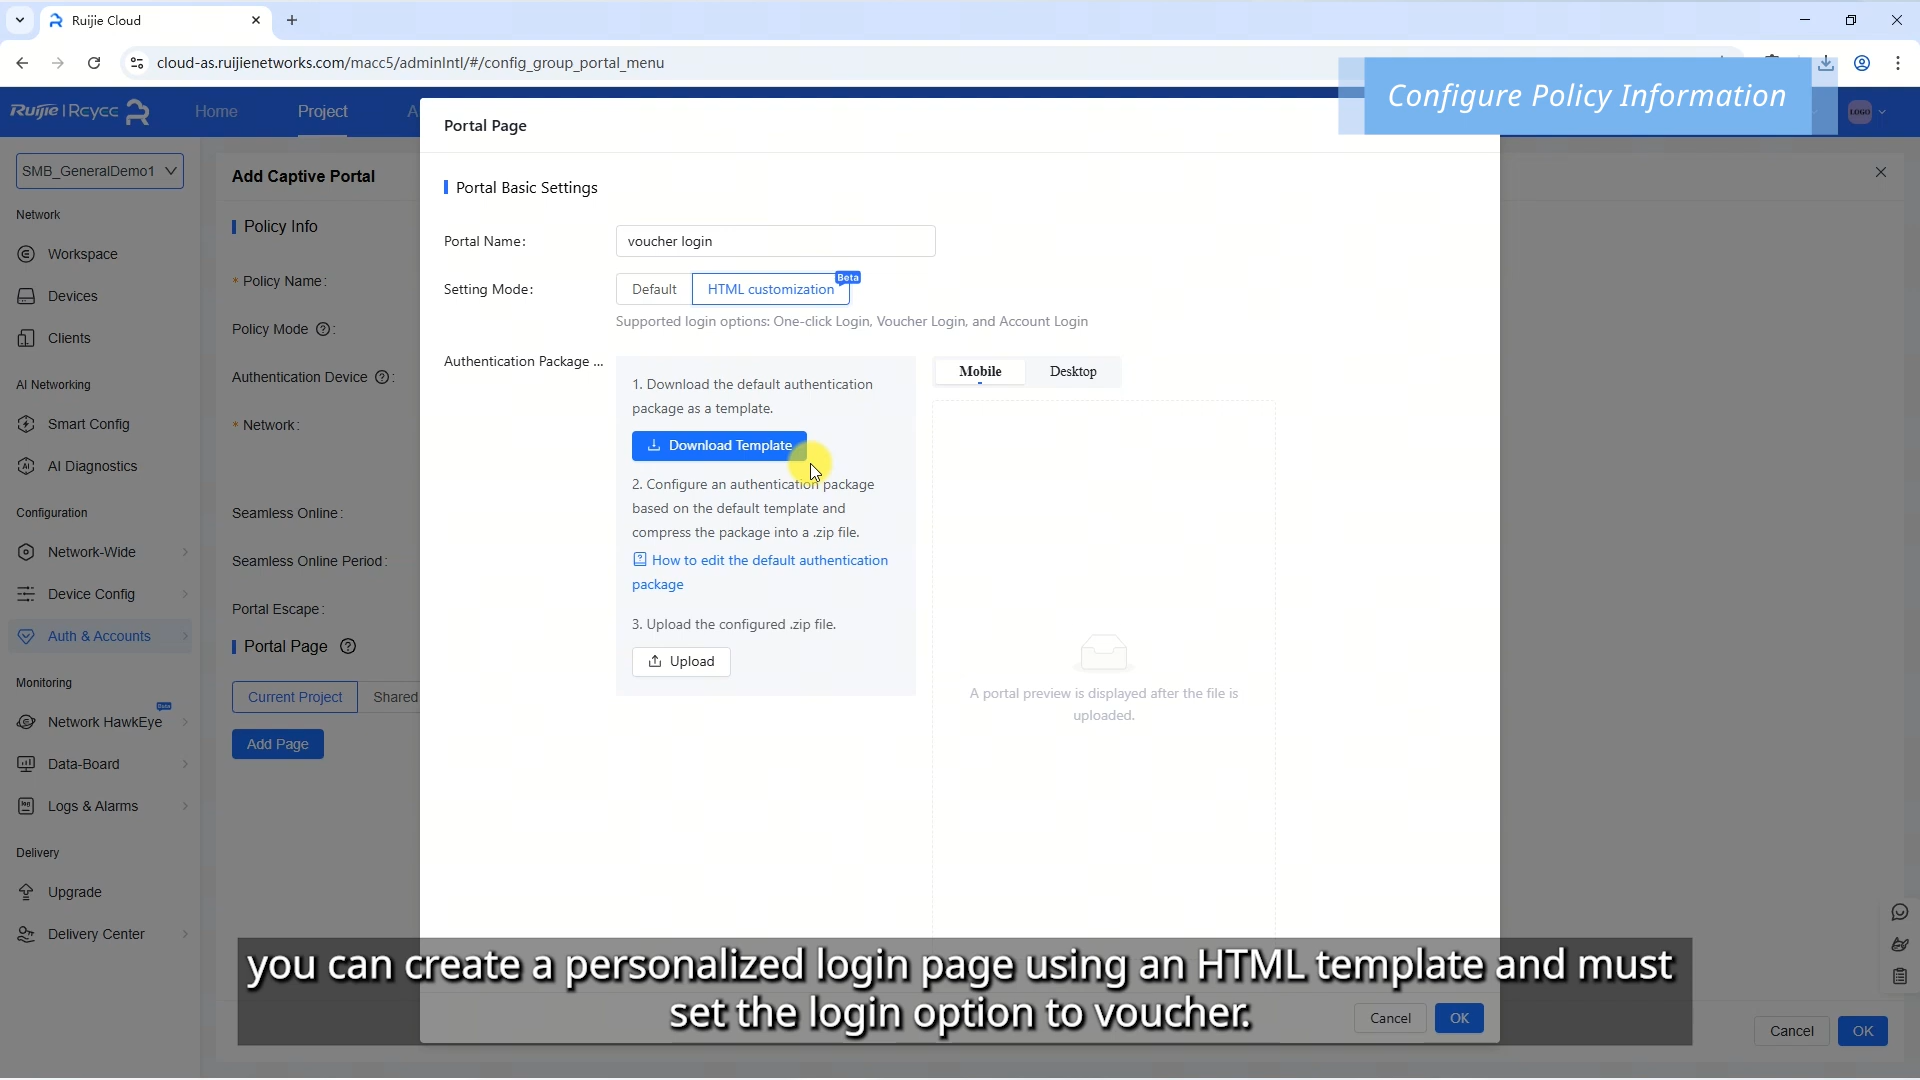 Ruijie Cloud
cloud-as.ruijienetworks.com/macc5/adminIntl/#/config_group_portal_menu
Configure Policy Information
Ruijie | Rcycc
Home
Project
A
LOGO
SMB_GeneralDemo1
Network
Workspace
Devices
Clients
AI Networking
Smart Config
AI Diagnostics
Configuration
Network-Wide
Device Config
Auth & Accounts
Monitoring
Beta
Network HawkEye
Data-Board
Logs & Alarms
Delivery
Upgrade
Delivery Center
Add Captive Portal
Policy Info
* Policy Name:
Policy Mode ? :
Authentication Device ? :
* Network:
Seamless Online:
Seamless Online Period:
Portal Escape:
Portal Page ?
Current Project
Shared
Add Page
Portal Page
Portal Basic Settings
Portal Name:
voucher login
Setting Mode:
Default
HTML customization
Beta
Supported login options: One-click Login, Voucher Login, and Account Login
Authentication Package ...
1. Download the default authentication
package as a template.
Download Template
2. Configure an authentication package
based on the default template and
compress the package into a .zip file.
How to edit the default authentication
package
3. Upload the configured .zip file.
Upload
Mobile
Desktop
A portal preview is displayed after the file is
uploaded.
you can create a personalized login page using an HTML template and must
set the login option to voucher.
Cancel
OK
Cancel
OK